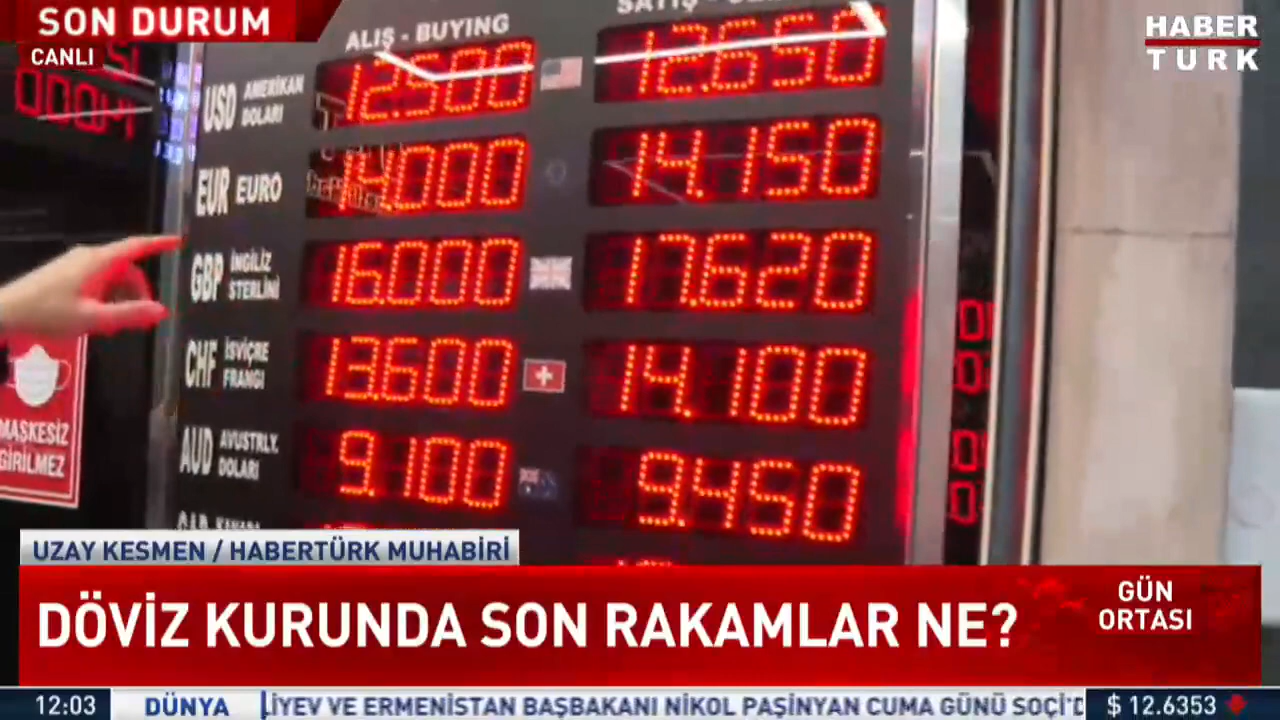 SON DURUM
CANLI
HABER
TÜRK
ALIŞ - BUYING
SATIŞ
USD AMERİKAN DOLARI 12.500 12.650
EUR EURO 14.000 14.150
GBP İNGİLİZ STERLİNİ 16.000 17.620
CHF İSVİÇRE FRANGI 13.600 14.100
AUD AVUSTRLY. DOLARI 9.100 9.450
MASKESİZ
GİRİLMEZ
UZAY KESMEN / HABERTÜRK MUHABİRİ
DÖVİZ KURUNDA SON RAKAMLAR NE?
GÜN
ORTASI
12:03 DÜNYA LİYEV VE ERMENİSTAN BAŞBAKANI NİKOL PAŞİNYAN CUMA GÜNÜ SOÇİ'D $ 12.6353